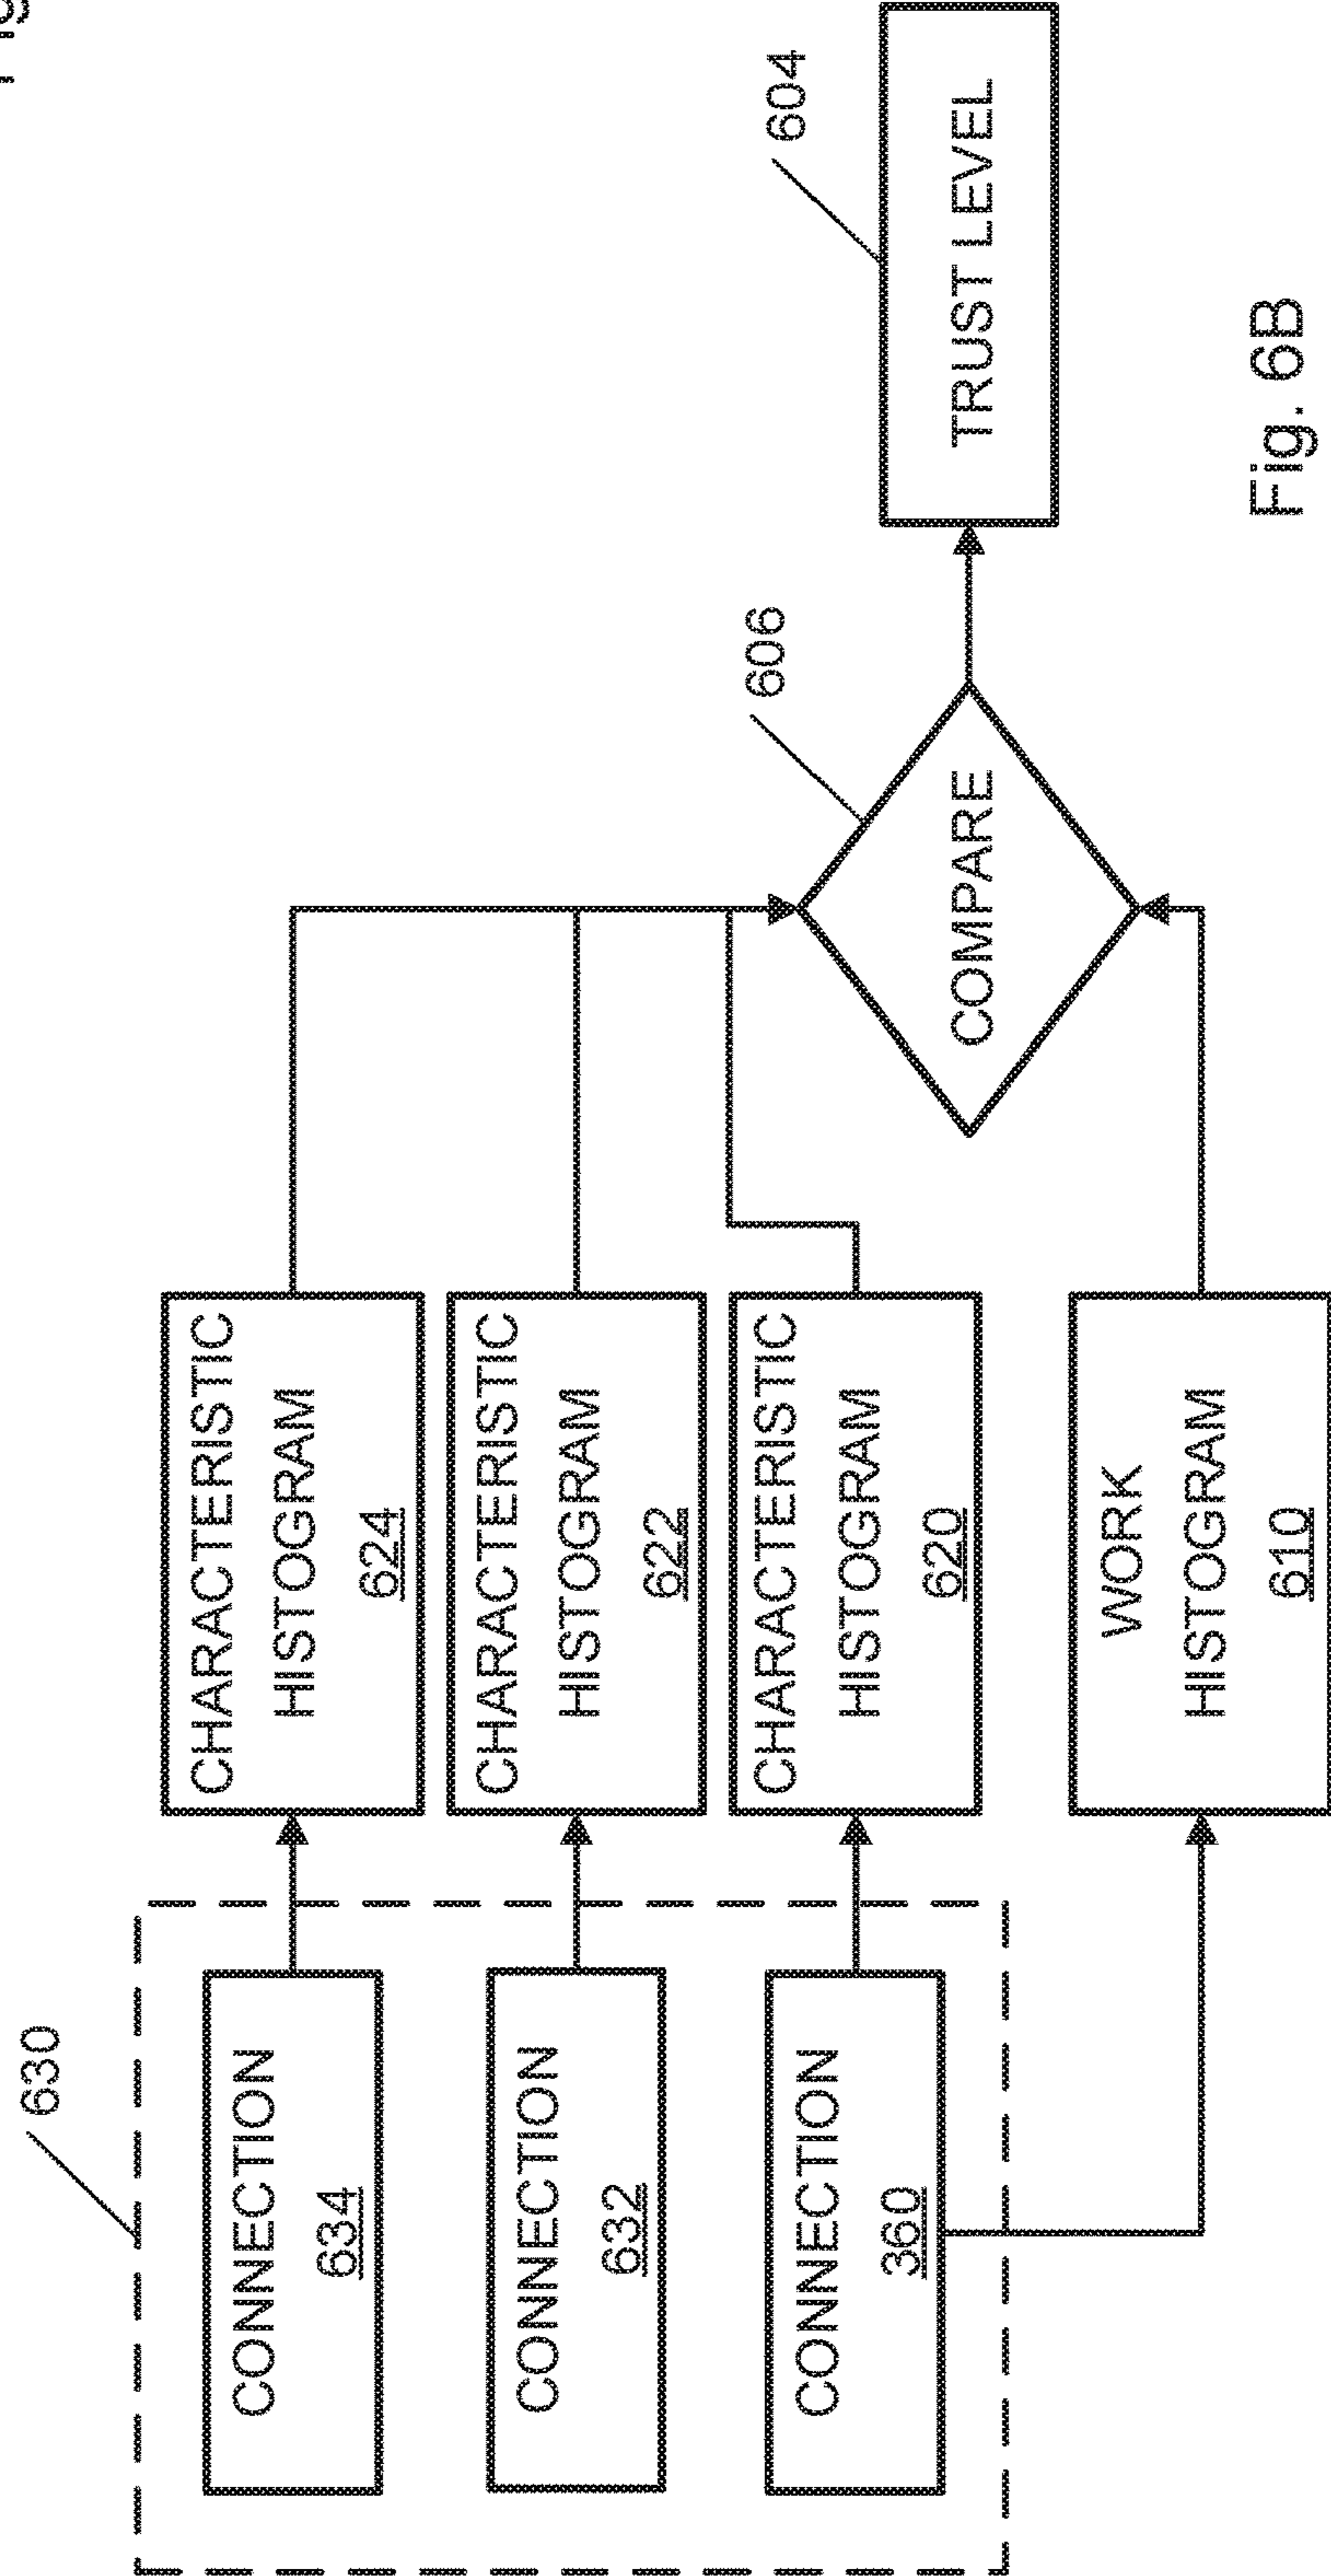 630
CONNECTION
634
CONNECTION
632
CONNECTION
360
CHARACTERISTIC
HISTOGRAM
624
CHARACTERISTIC
HISTOGRAM
622
CHARACTERISTIC
HISTOGRAM
620
WORK
HISTOGRAM
610
606
COMPARE
604
TRUST LEVEL
Fig. 6B